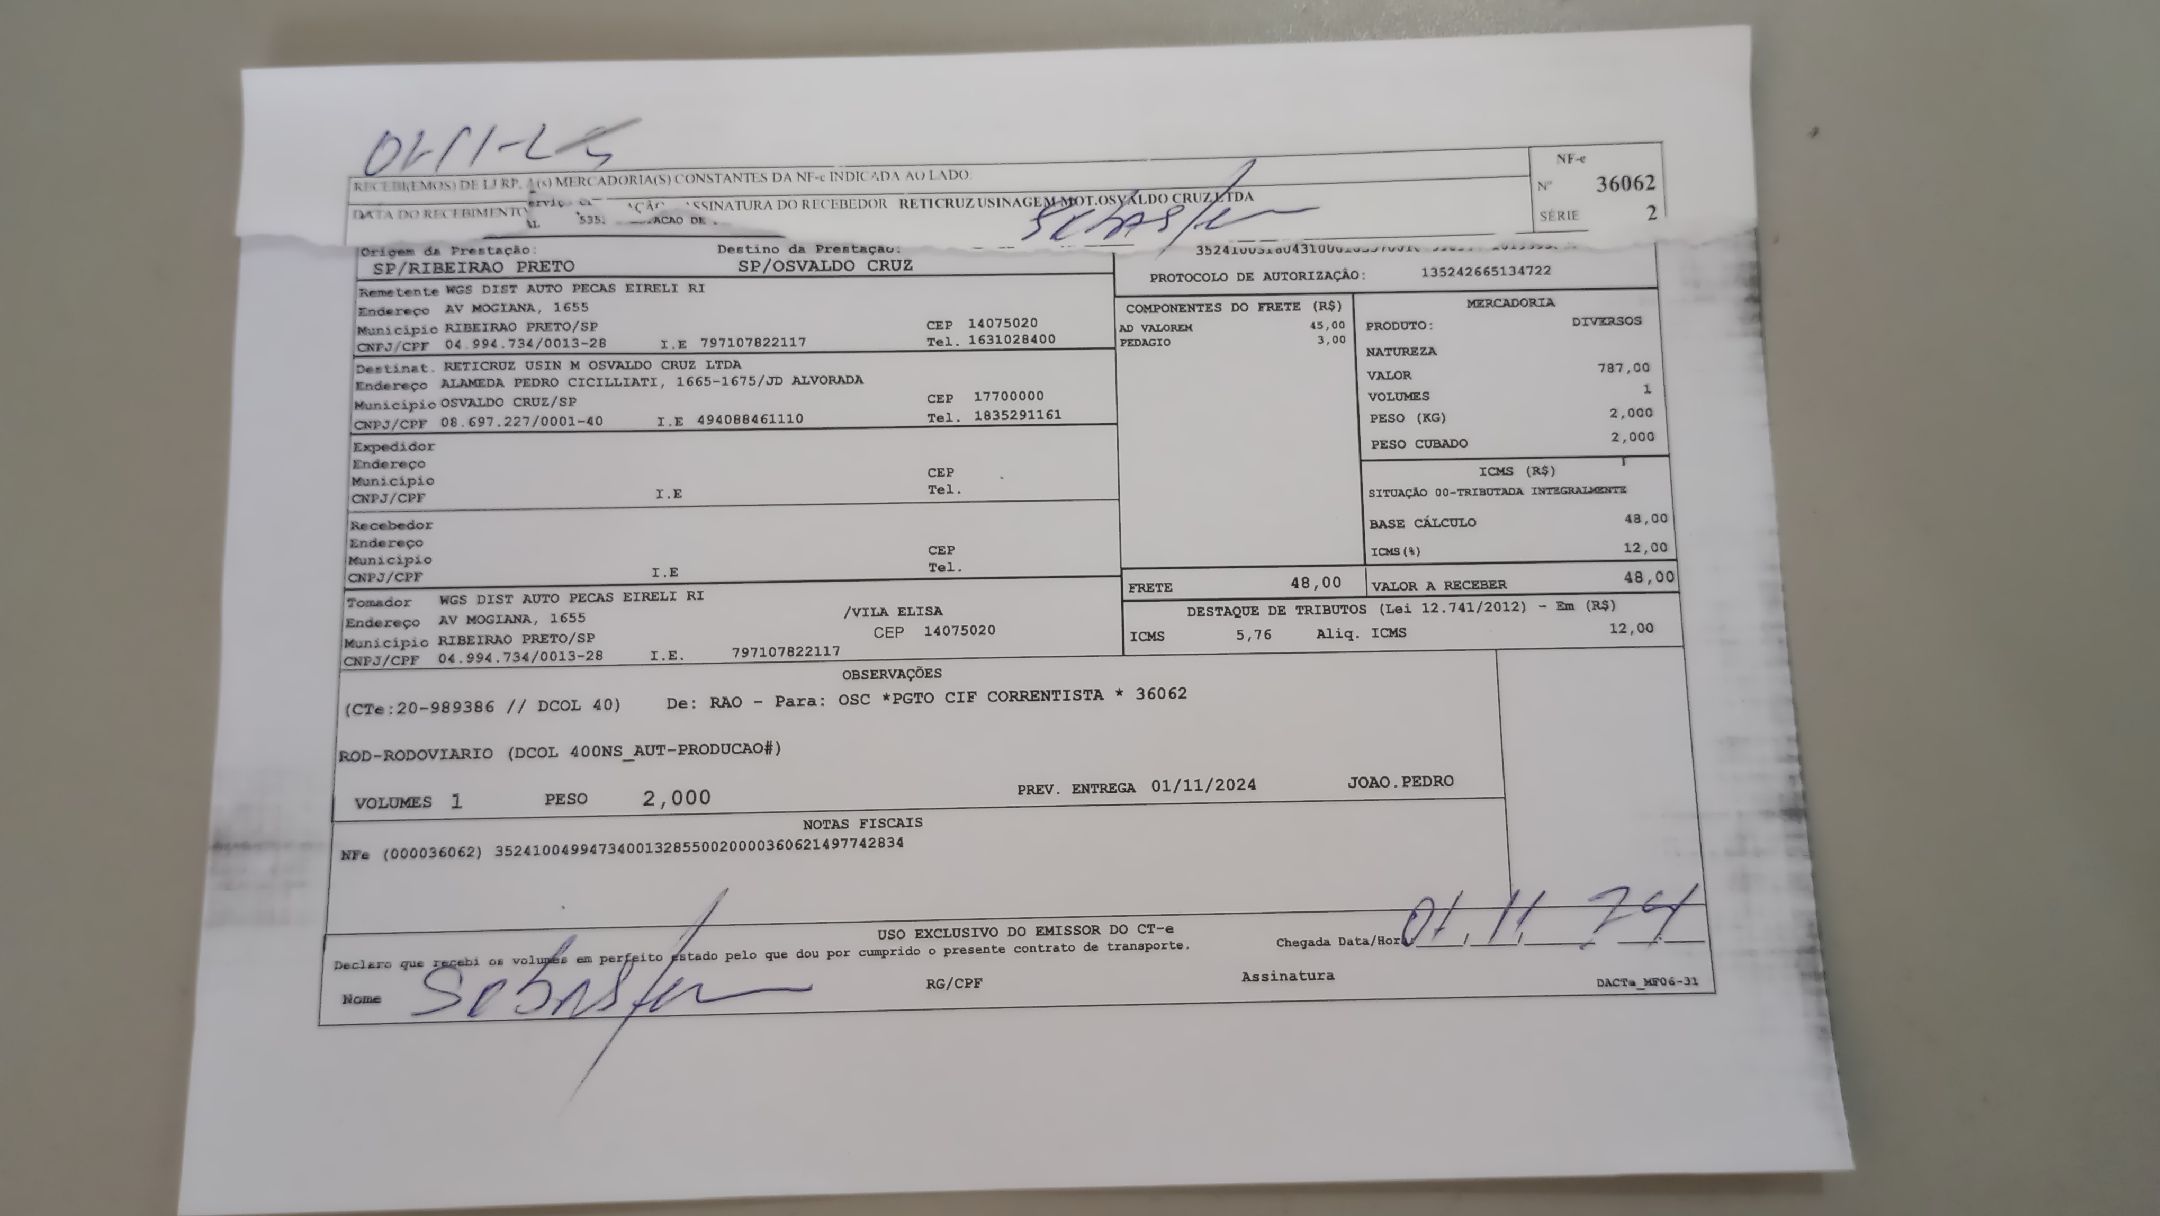 RECEBI(EMOS) DE LTRP. A(s) MERCADORIA(S) CONSTANTES DA NF-e INDICADA AO LADO.
NF-e
Nº 36062
SÉRIE 2
DATA DO RECEBIMENTO ASSINATURA DO RECEBEDOR RETICRUZ USINAGEM MOT.OSVALDO CRUZ LTDA
Origem da Prestação: Destino da Prestação:
SP/RIBEIRAO PRETO SP/OSVALDO CRUZ
PROTOCOLO DE AUTORIZAÇÃO: 135242665134722
Remetente WGS DIST AUTO PECAS EIRELI RI
Endereço AV MOGIANA, 1655
Município RIBEIRAO PRETO/SP CEP 14075020
CNPJ/CPF 04.994.734/0013-28 I.E 797107822117 Tel. 1631028400
Destinat. RETICRUZ USIN M OSVALDO CRUZ LTDA
Endereço ALAMEDA PEDRO CICILLIATI, 1665-1675/JD ALVORADA
Município OSVALDO CRUZ/SP CEP 17700000
CNPJ/CPF 08.697.227/0001-40 I.E 494088461110 Tel. 1835291161
Expedidor
Endereço
Município CEP
CNPJ/CPF I.E Tel.
Recebedor
Endereço
Município CEP
CNPJ/CPF I.E Tel.
Tomador WGS DIST AUTO PECAS EIRELI RI
Endereço AV MOGIANA, 1655 /VILA ELISA
Município RIBEIRAO PRETO/SP CEP 14075020
CNPJ/CPF 04.994.734/0013-28 I.E. 797107822117
COMPONENTES DO FRETE (R$)
AD VALOREM 45,00
PEDAGIO 3,00
MERCADORIA
PRODUTO: DIVERSOS
NATUREZA
VALOR 787,00
VOLUMES 1
PESO (KG) 2,000
PESO CUBADO 2,000
ICMS (R$)
SITUAÇÃO 00-TRIBUTADA INTEGRALMENTE
BASE CÁLCULO 48,00
ICMS(%) 12,00
FRETE 48,00 VALOR A RECEBER 48,00
DESTAQUE DE TRIBUTOS (Lei 12.741/2012) - Em (R$)
ICMS 5,76 Aliq. ICMS 12,00
OBSERVAÇÕES
(CTe:20-989386 // DCOL 40) De: RAO - Para: OSC *PGTO CIF CORRENTISTA * 36062
ROD-RODOVIARIO (DCOL 400NS_AUT-PRODUCAO#)
VOLUMES 1 PESO 2,000 PREV. ENTREGA 01/11/2024 JOAO.PEDRO
NOTAS FISCAIS
NFe (000036062) 35241004994734001328550020000360621497742834
USO EXCLUSIVO DO EMISSOR DO CT-e
Declaro que recebi os volumes em perfeito estado pelo que dou por cumprido o presente contrato de transporte.
Chegada Data/Hora 01 11 24
Nome Sebastião RG/CPF Assinatura DACTe_MF06-31